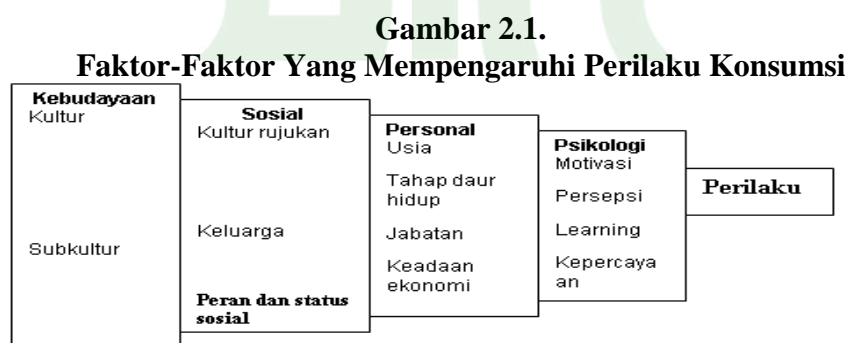 Gambar 2.1.
Faktor-Faktor Yang Mempengaruhi Perilaku Konsumsi
Kebudayaan
Kultur
Subkultur
Sosial
Kultur rujukan
Keluarga
Peran dan status
sosial
Personal
Usia
Tahap daur
hidup
Jabatan
Keadaan
ekonomi
Psikologi
Motivasi
Persepsi
Learning
Kepercaya
an
Perilaku